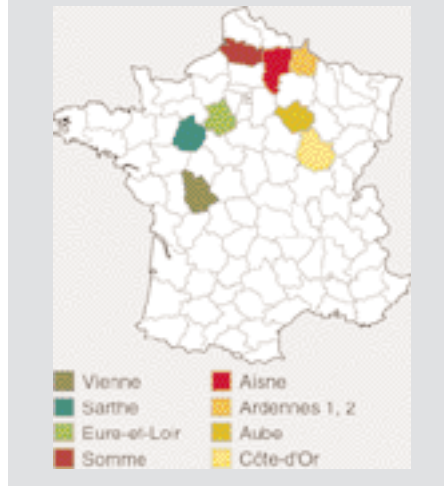 Vienne
Sarthe
Eure-et-Loir
Somme
Aisne
Ardennes 1, 2
Aube
Côte-d'Or